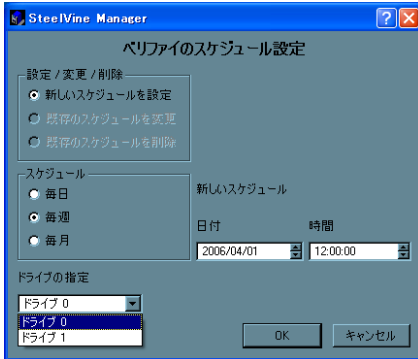 SteelVine Manager
ベリファイのスケジュール設定
設定 / 変更 / 削除
新しいスケジュールを設定
既存のスケジュールを変更
既存のスケジュールを削除
スケジュール
毎日
毎週
毎月
新しいスケジュール
日付
時間
2006/04/01
12:00:00
ドライブの指定
ドライブ 0
ドライブ 0
ドライブ 1
OK
キャンセル